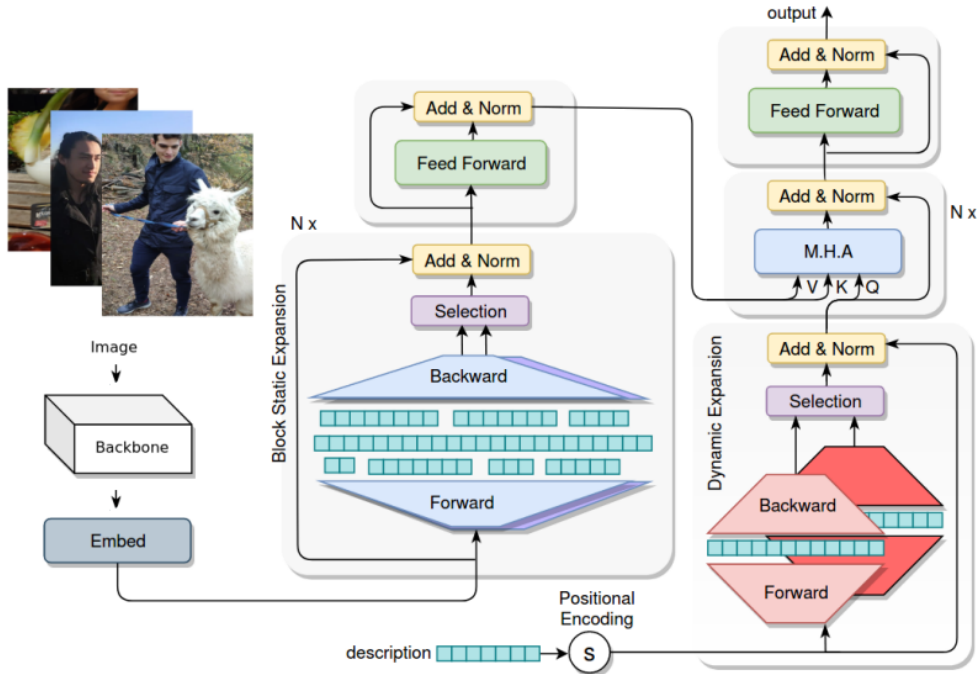 Image
Backbone
Embed
N x
Add & Norm
Feed Forward
Block Static Expansion
Add & Norm
Selection
Backward
Forward
description
Positional
Encoding
S
output
Add & Norm
Feed Forward
N x
Add & Norm
M.H.A
V K Q
Dynamic Expansion
Add & Norm
Selection
Backward
Forward